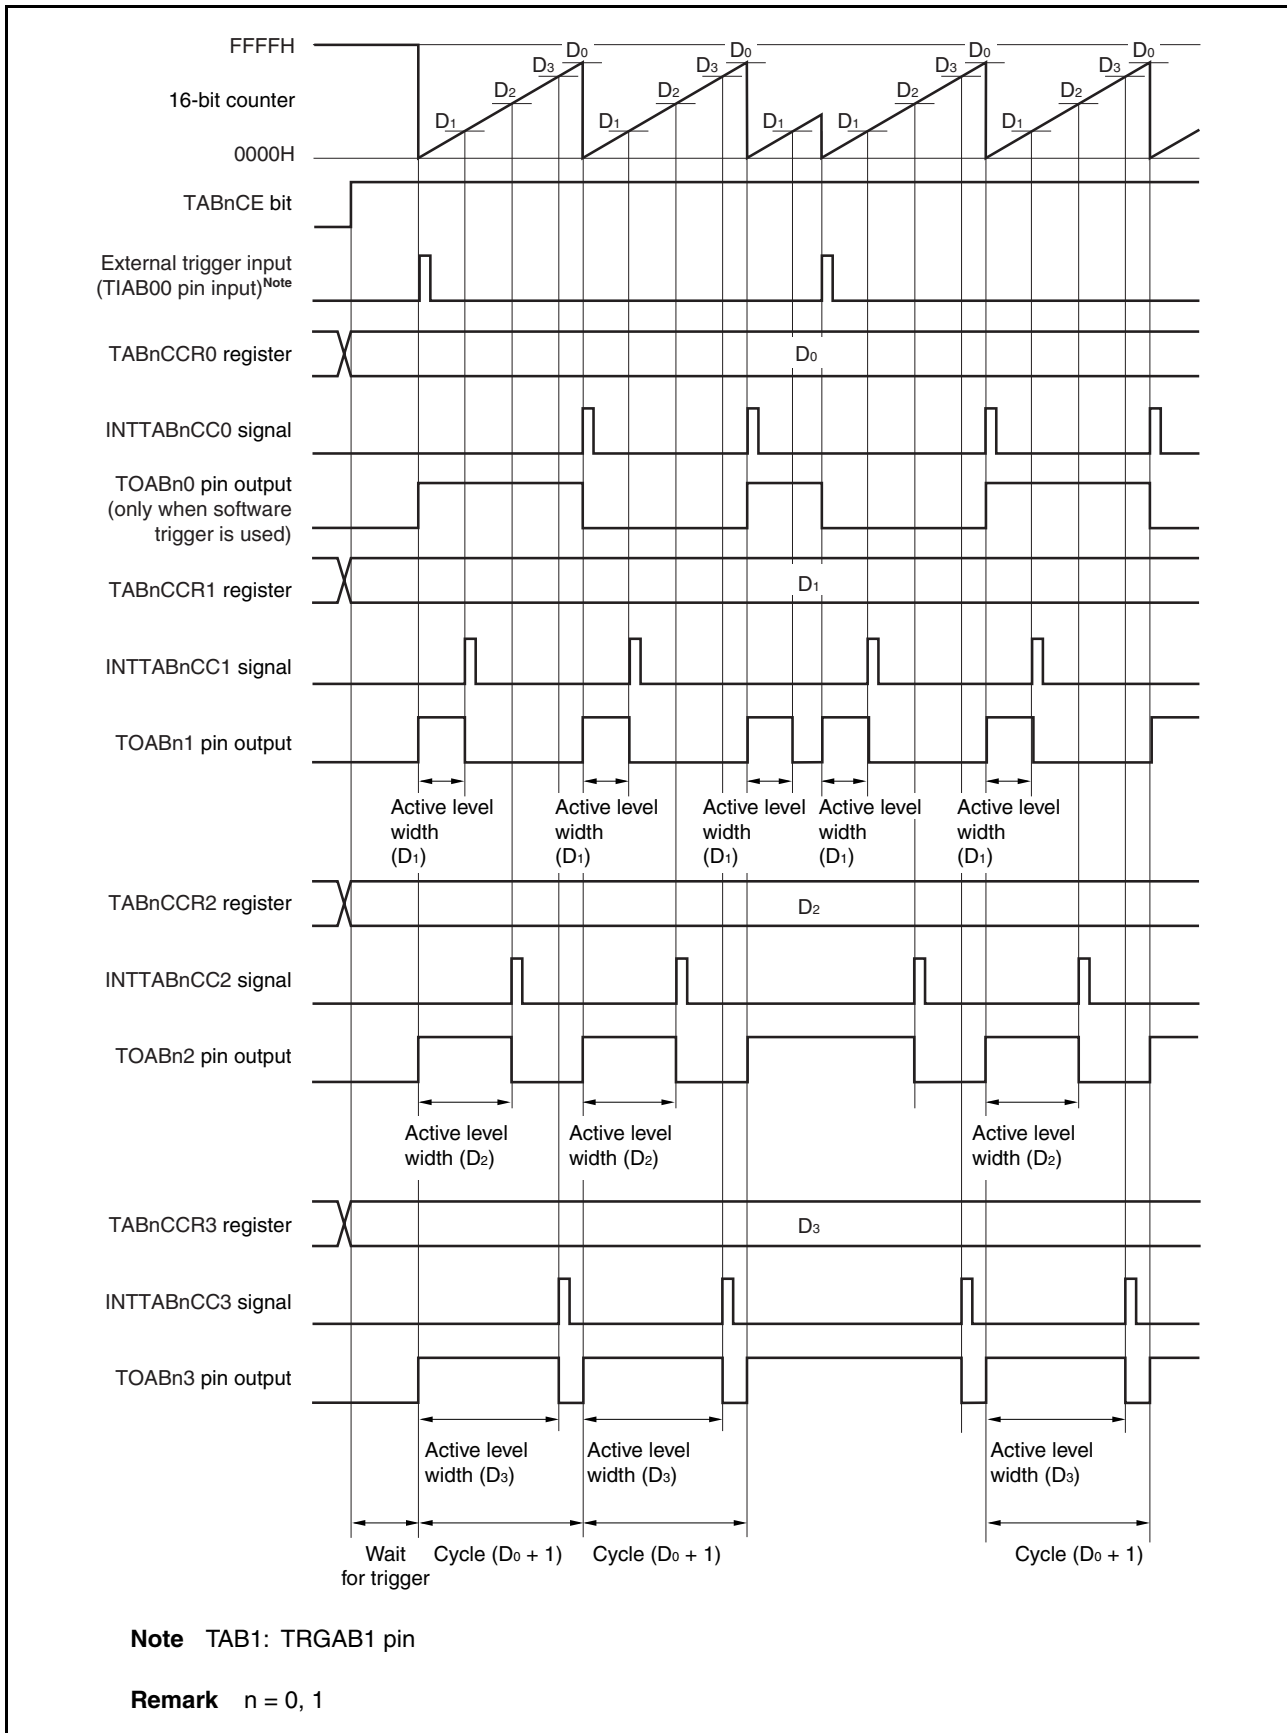 FFFFH
D0 D0 D0 D0
D3 D3 D3 D3
16-bit counter
D2 D2 D2 D2
D1 D1 D1 D1 D1
0000H
TABnCE bit
External trigger input
(TIAB00 pin input)Note
TABnCCR0 register
D0
INTTABnCC0 signal
TOABn0 pin output
(only when software
trigger is used)
TABnCCR1 register
D1
INTTABnCC1 signal
TOABn1 pin output
Active level
width
(D1)
Active level
width
(D1)
Active level
width
(D1)
Active level
width
(D1)
Active level
width
(D1)
TABnCCR2 register
D2
INTTABnCC2 signal
TOABn2 pin output
Active level
width (D2)
Active level
width (D2)
Active level
width (D2)
TABnCCR3 register
D3
INTTABnCC3 signal
TOABn3 pin output
Active level
width (D3)
Active level
width (D3)
Active level
width (D3)
Wait
for trigger
Cycle (D0 + 1)
Cycle (D0 + 1)
Cycle (D0 + 1)
Note TAB1: TRGAB1 pin
Remark n = 0, 1